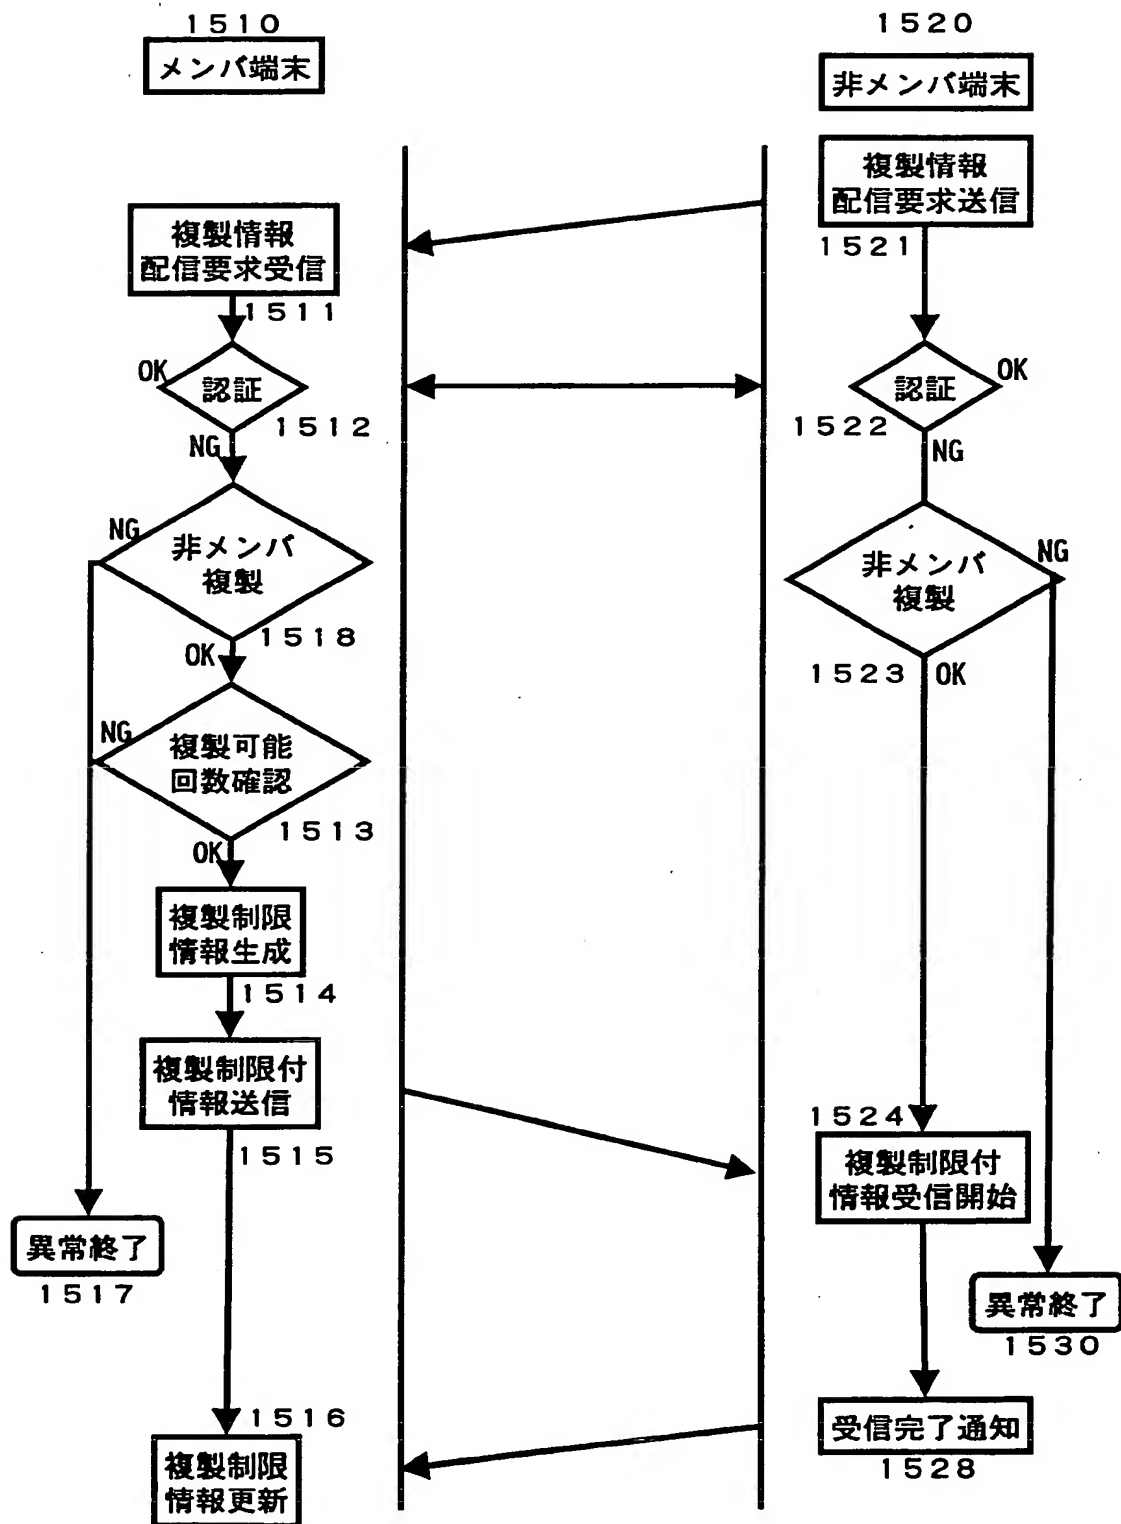 1510
メンバ端末
1520
非メンバ端末
複製情報
配信要求送信
1521
複製情報
配信要求受信
1511
OK
認証
1512
NG
認証
OK
1522
NG
NG
非メンバ
複製
1518
OK
非メンバ
複製
NG
1523
OK
NG
複製可能
回数確認
1513
OK
複製制限
情報生成
1514
複製制限付
情報送信
1515
1524
複製制限付
情報受信開始
異常終了
1517
異常終了
1530
1516
複製制限
情報更新
受信完了通知
1528